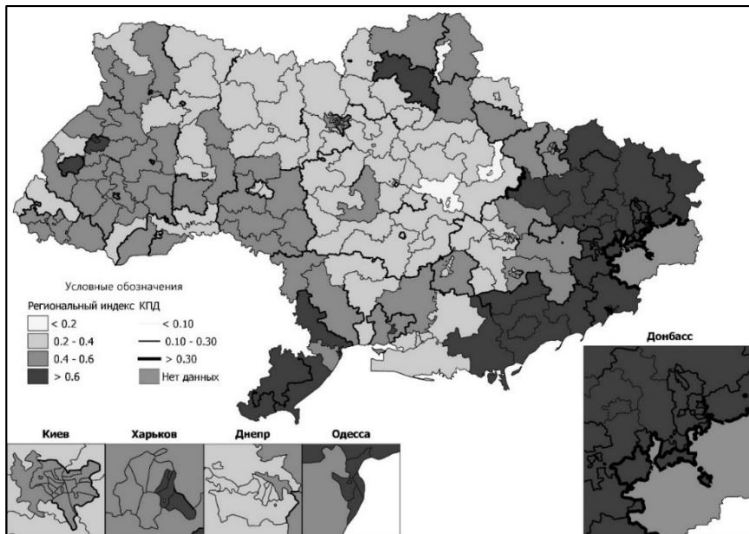 Условные обозначения
Региональный индекс КПД
< 0.2 < 0.10
0.2 - 0.4 0.10 - 0.30
0.4 - 0.6 > 0.30
> 0.6 Нет данных
Донбасс
Киев Харьков Днепр Одесса